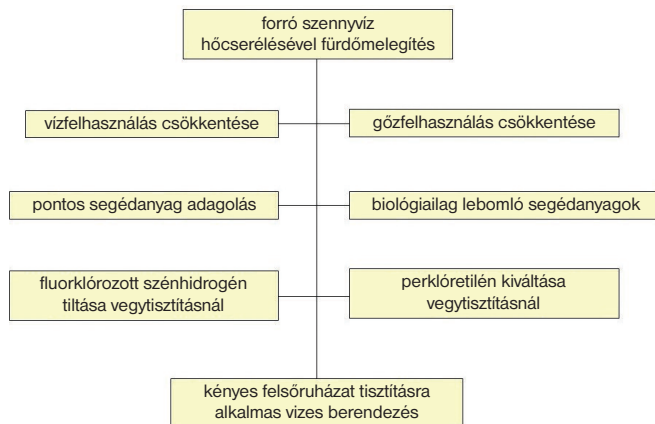 forró szennyvíz
hőcserélésével fürdőmelegítés
vízfelhasználás csökkentése
gőzfelhasználás csökkentése
pontos segédanyag adagolás
biológiailag lebomló segédanyagok
fluorklórozott szénhidrogén
tiltása vegytisztításnál
perklóretilén kiváltása
vegytisztításnál
kényes felsőruházat tisztításra
alkalmas vizes berendezés